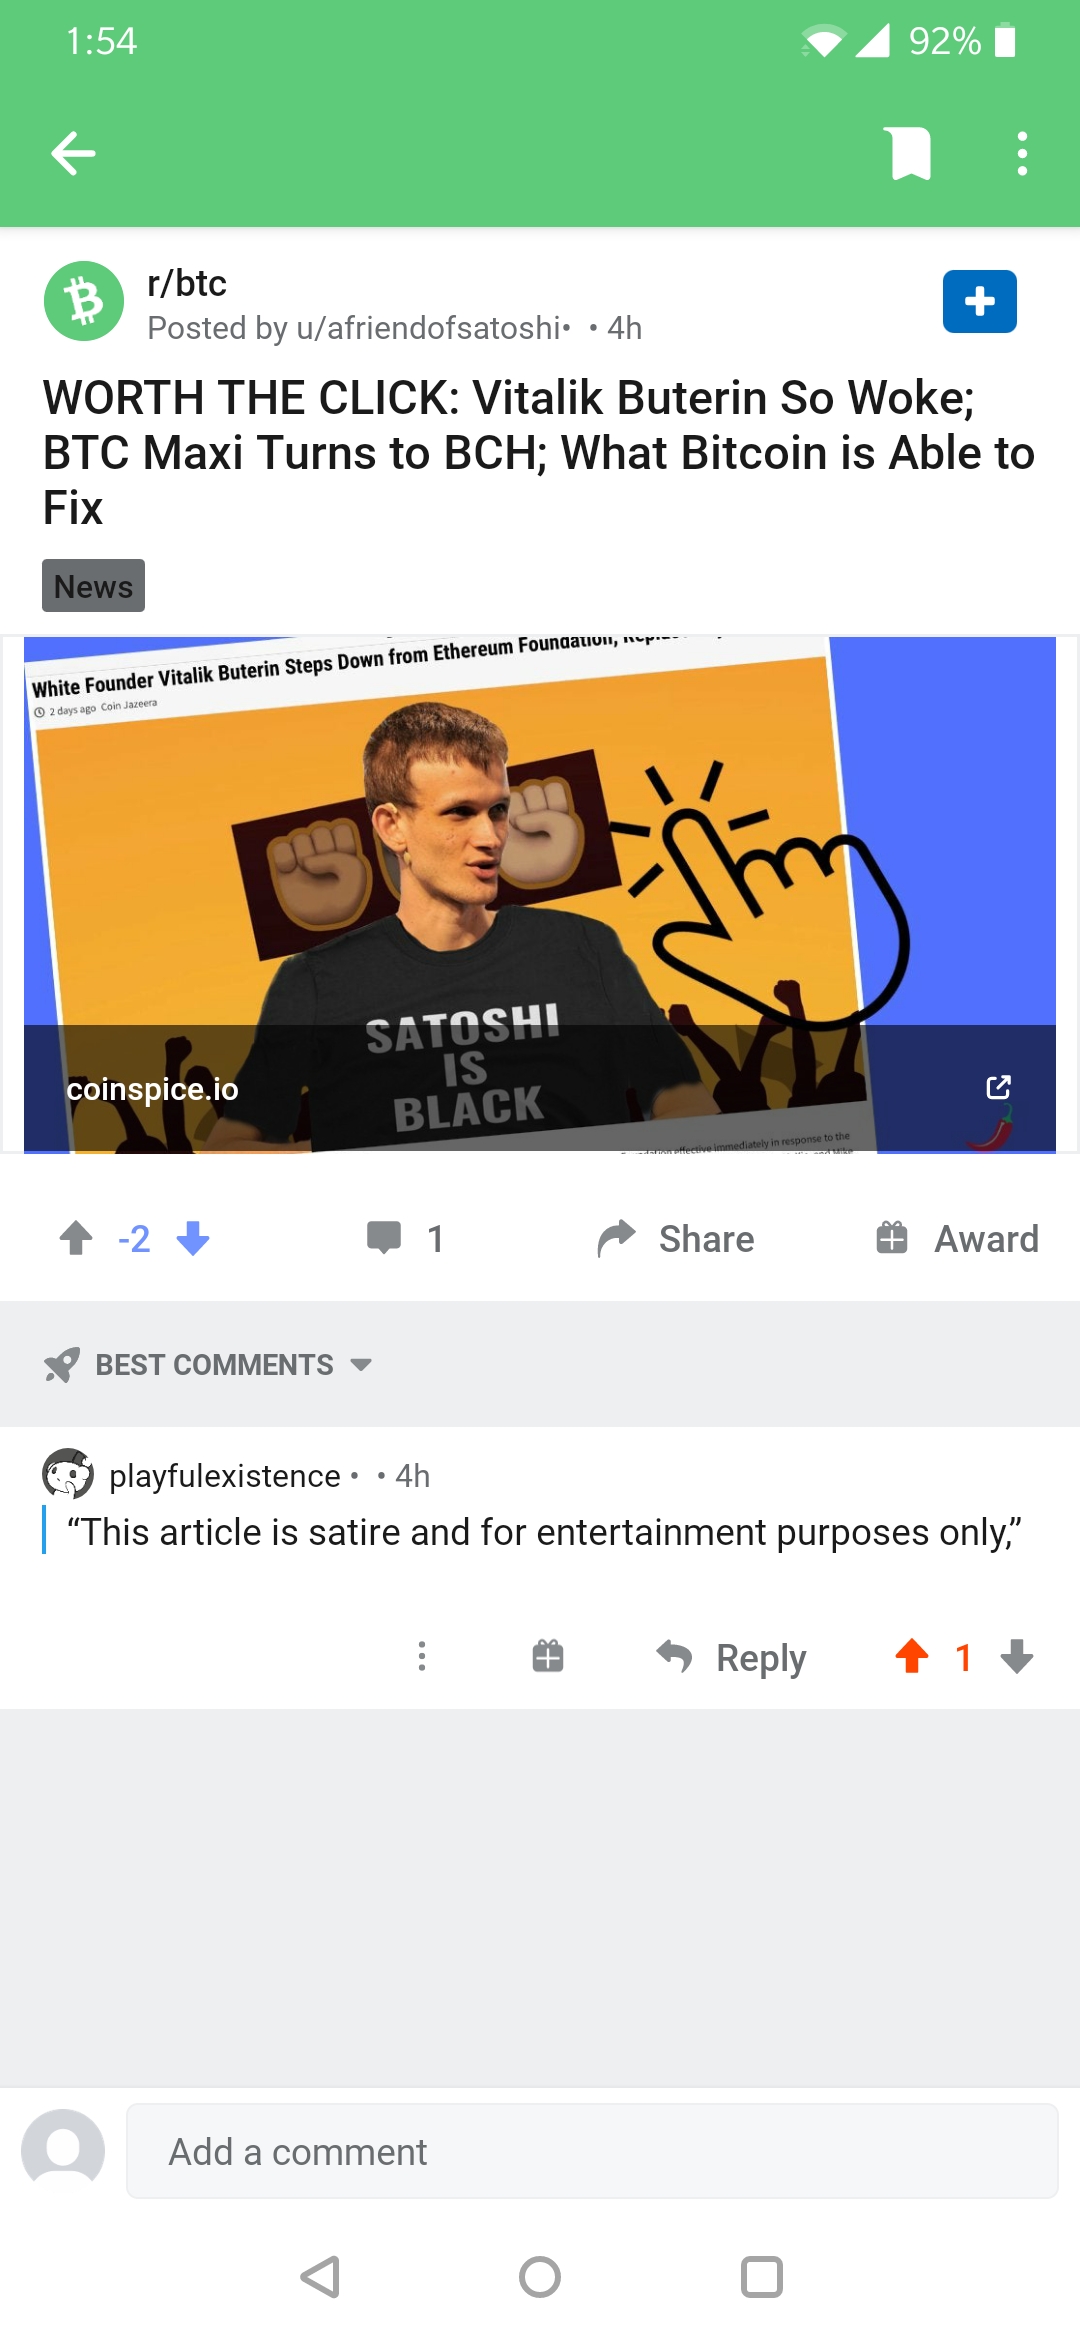 1:54
92%
r/btc
Posted by u/afriendofsatoshi• • 4h
WORTH THE CLICK: Vitalik Buterin So Woke;
BTC Maxi Turns to BCH; What Bitcoin is Able to
Fix
News
White Founder Vitalik Buterin Steps Down from Ethereum Foundation,
2 days ago Coin Jazeera
SATOSHI
IS
BLACK
coinspice.io
effective immediately in response to the
-2
1
Share
Award
BEST COMMENTS
playfulexistence • • 4h
“This article is satire and for entertainment purposes only,”
Reply
1
Add a comment